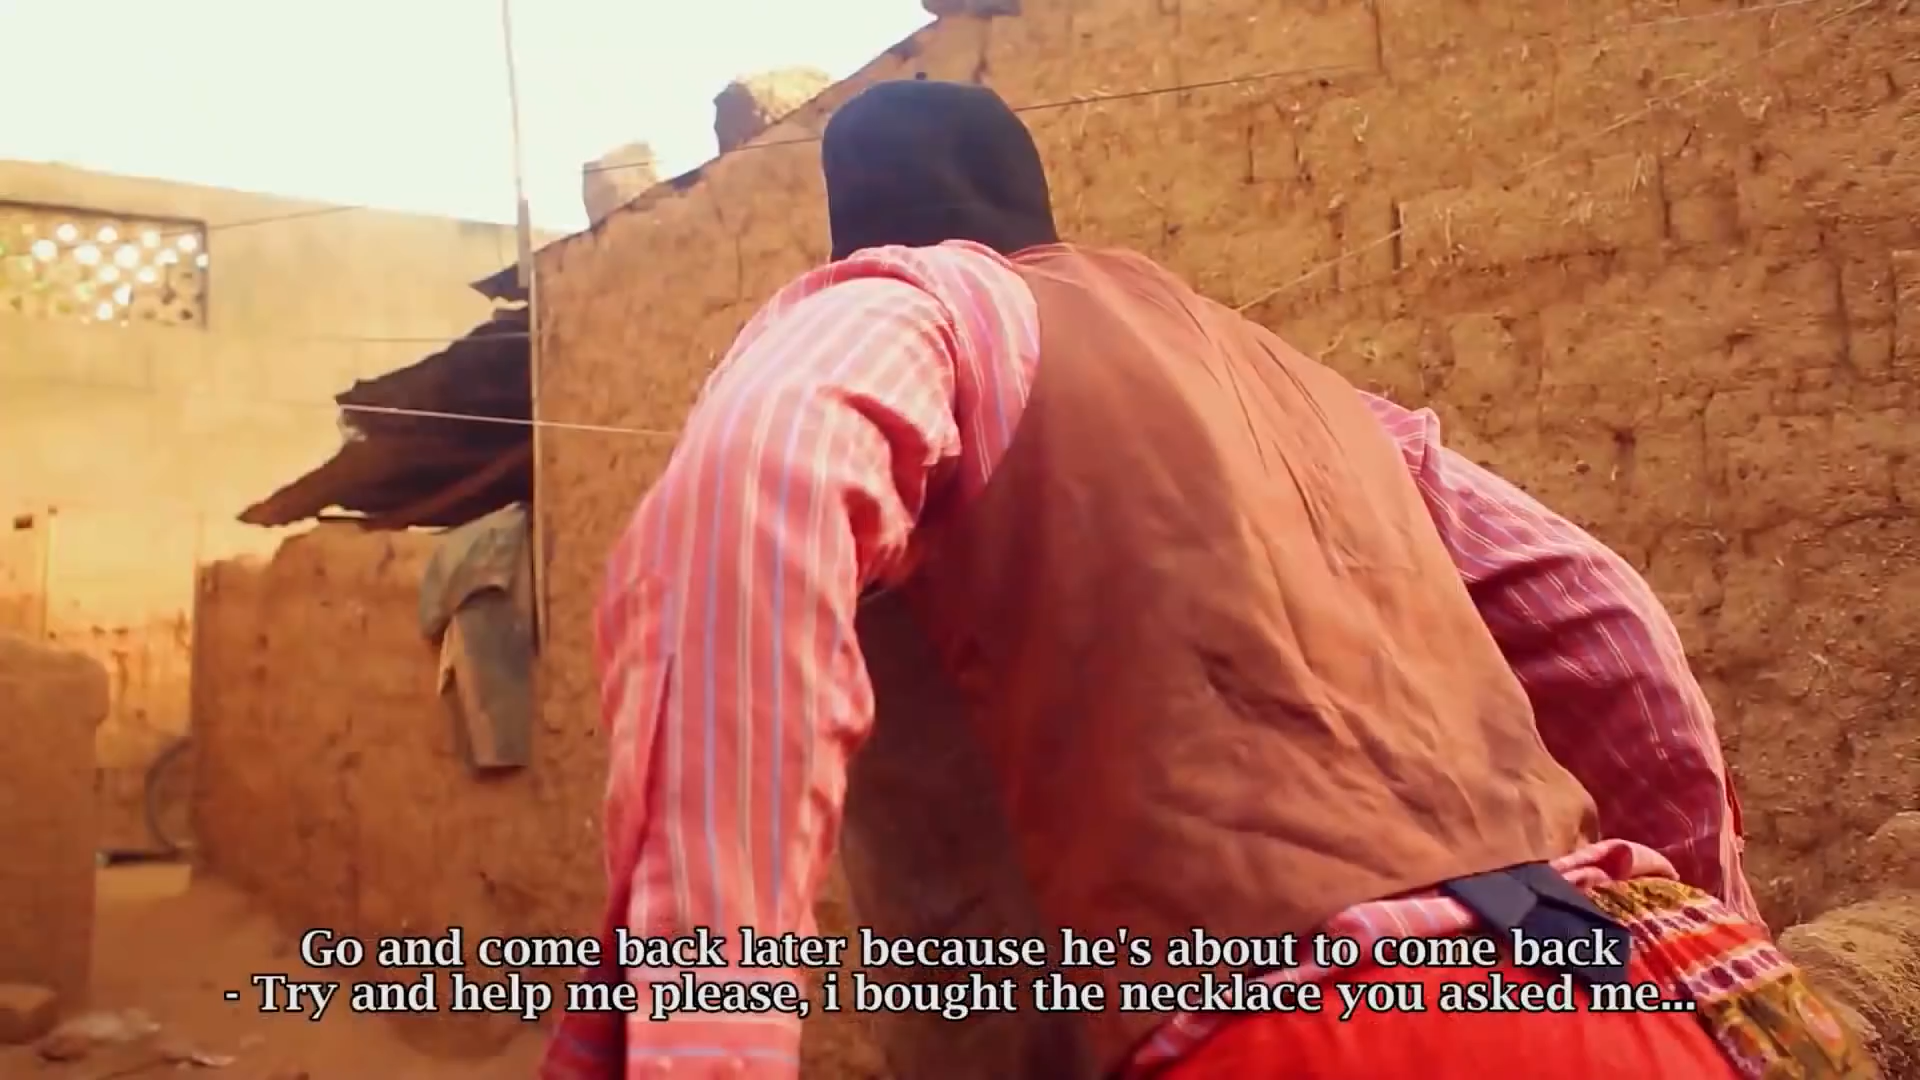 Go and come back later because he's about to come back
- Try and help me please, i bought the necklace you asked me...